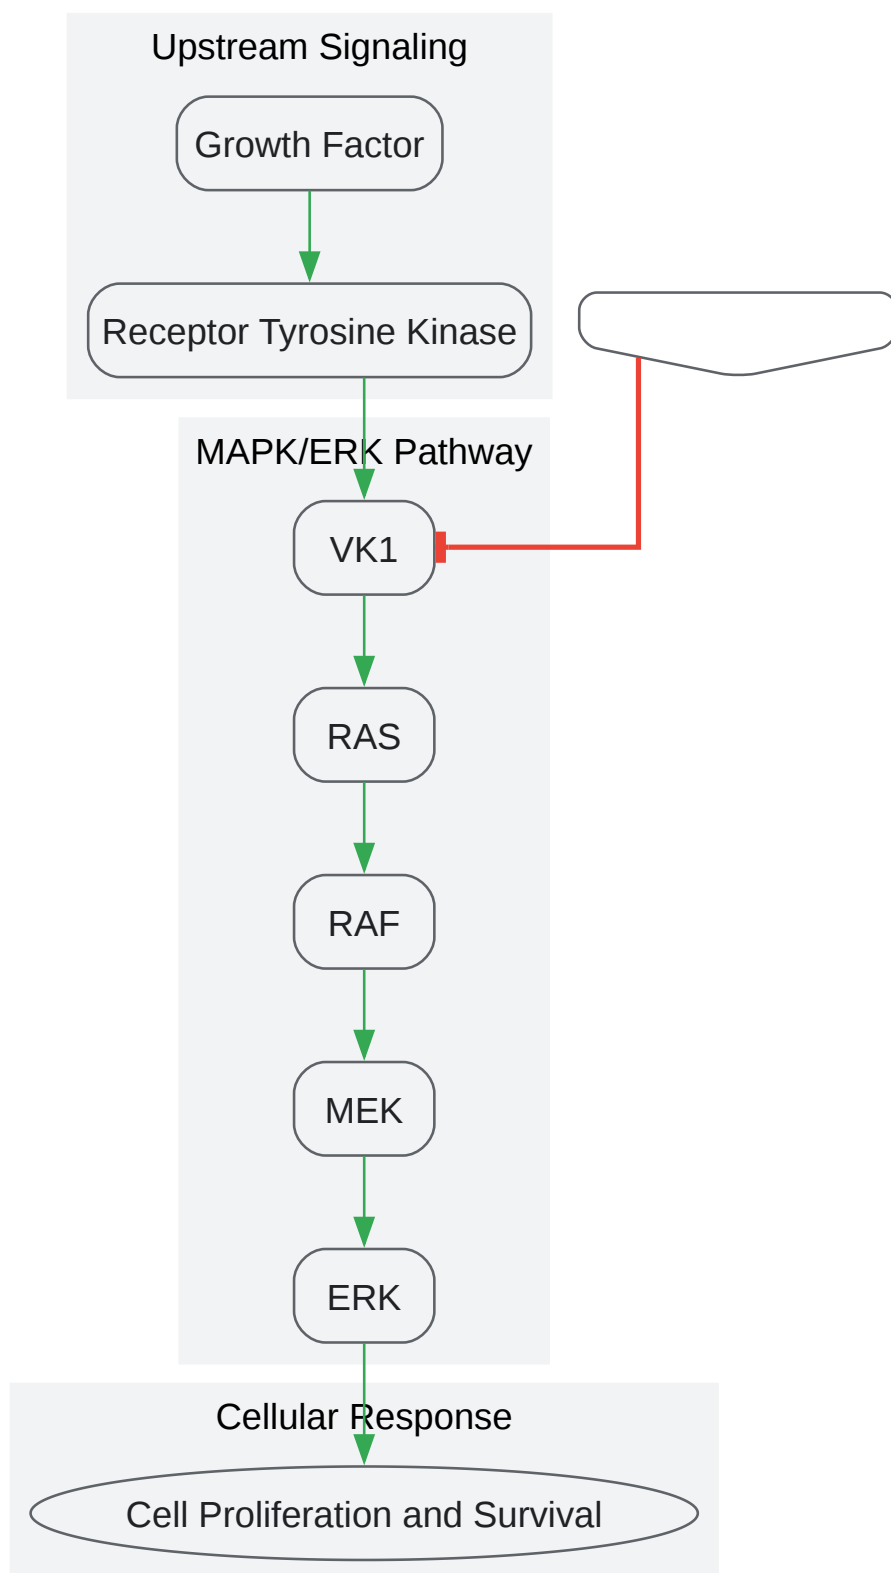 Upstream Signaling
Growth Factor
Receptor Tyrosine Kinase
MAPK/ERK Pathway
VK1
RAS
RAF
MEK
ERK
Cellular Response
Cell Proliferation and Survival